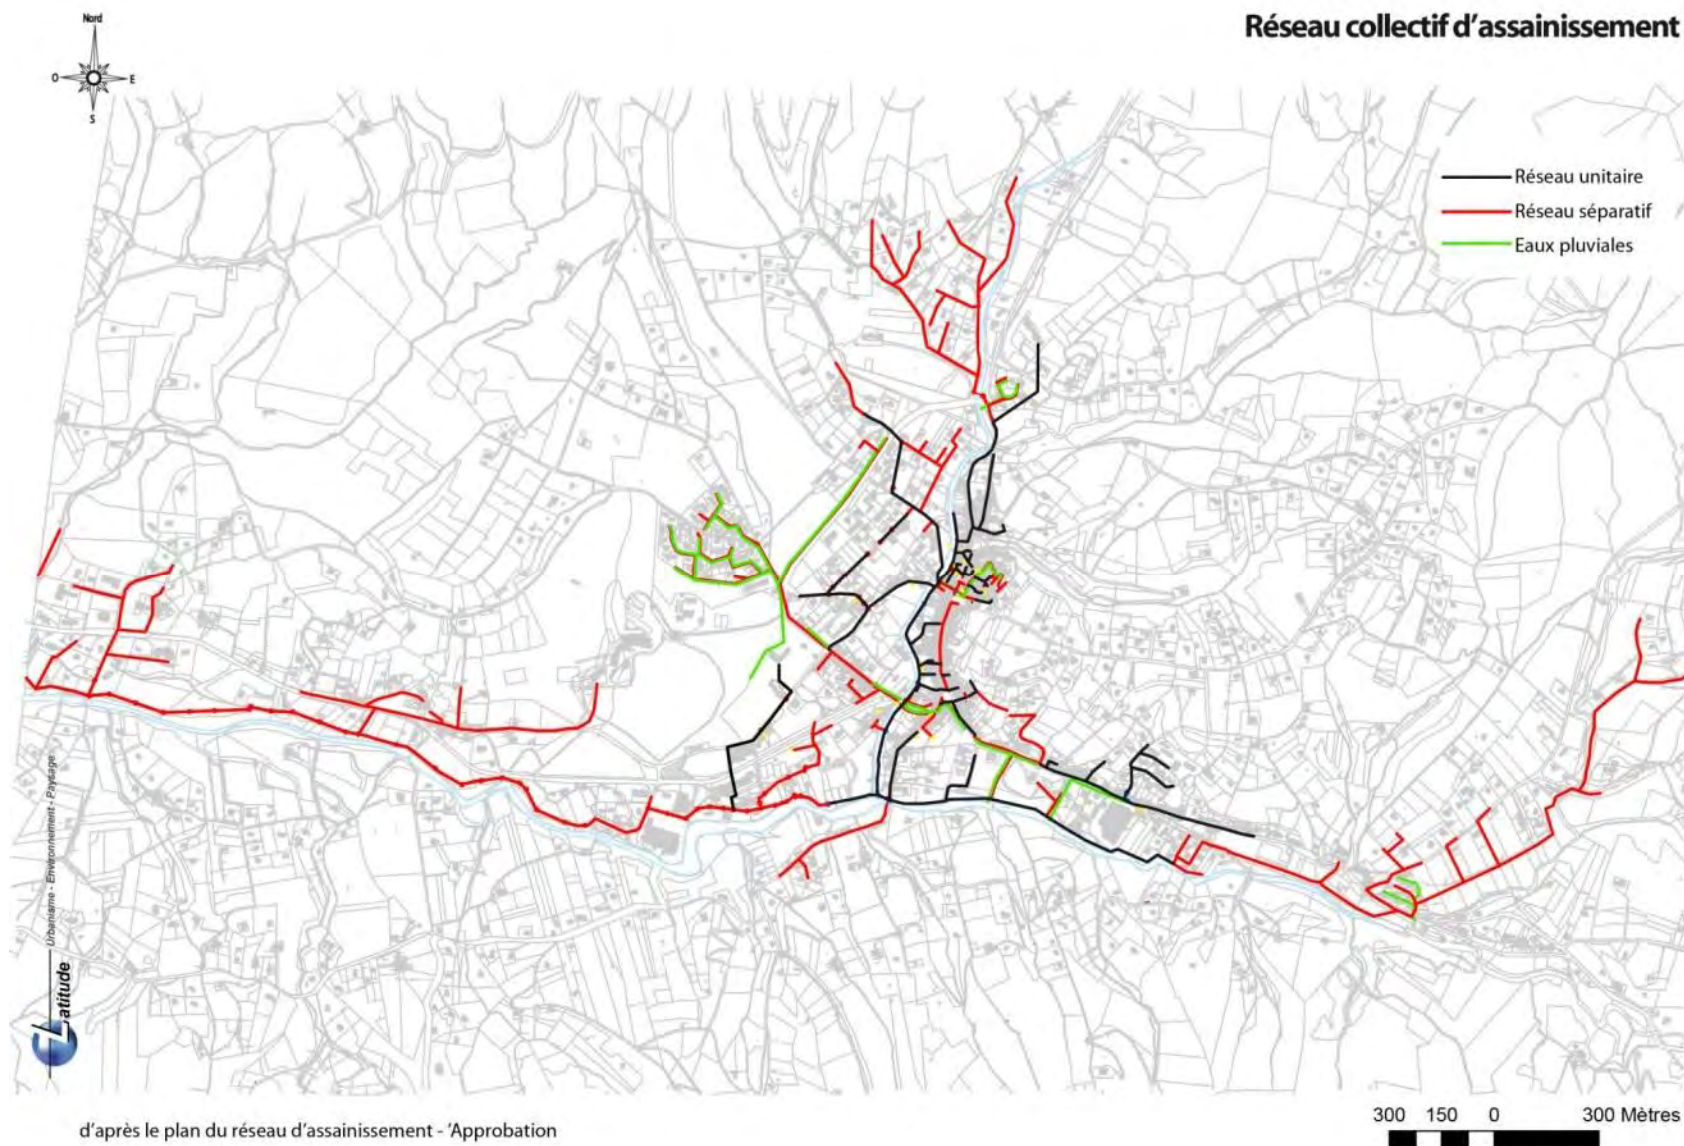 Réseau collectif d'assainissement
Nord
O
E
S
Réseau unitaire
Réseau séparatif
Eaux pluviales
Urbanisme - Environnement - Paysage
Latitude
d'après le plan du réseau d'assainissement - 'Approbation
300 150 0 300 Mètres